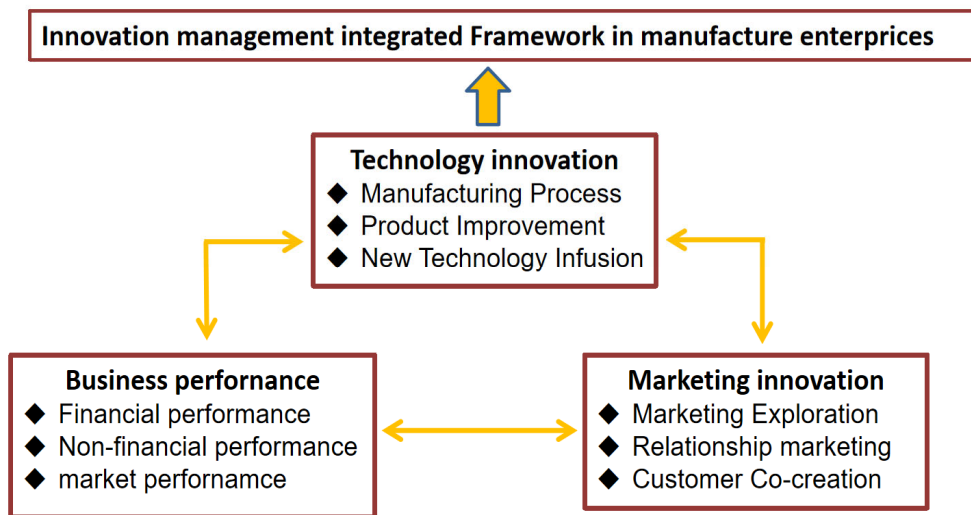 Innovation management integrated Framework in manufacture enterprices
Technology innovation
◆ Manufacturing Process
◆ Product Improvement
◆ New Technology Infusion
Business perfornance
◆ Financial performance
◆ Non-financial performance
◆ market perfornamce
Marketing innovation
◆ Marketing Exploration
◆ Relationship marketing
◆ Customer Co-creation